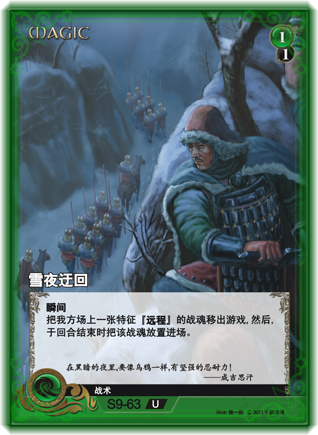 MAGIC
1
1
雪夜迂回
瞬间
把我方场上一张特征『远程』的战魂移出游戏, 然后,
于回合结束时把该战魂放置进场。
在黑暗的夜里,要像乌鸦一样,有坚强的忍耐力!
——成吉思汗
战术
S9-63 U